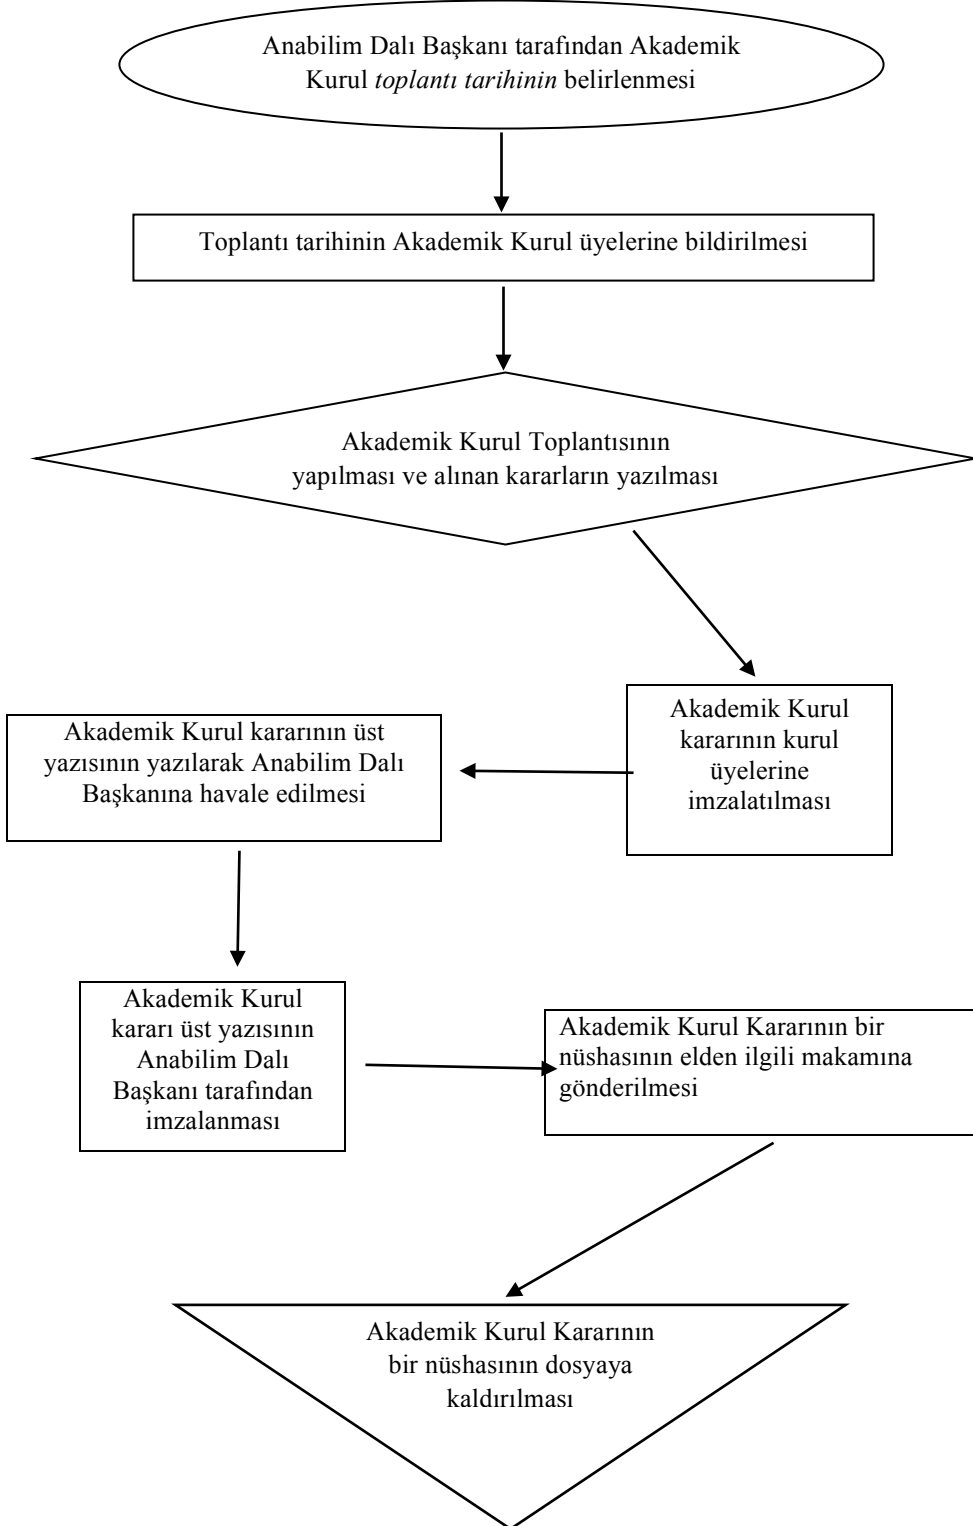 Anabilim Dalı Başkanı tarafından Akademik
Kurul toplantı tarihinin belirlenmesi
Toplantı tarihinin Akademik Kurul üyelerine bildirilmesi
Akademik Kurul Toplantısının
yapılması ve alınan kararların yazılması
Akademik Kurul
kararının kurul
üyelerine
imzalatılması
Akademik Kurul kararının üst
yazısının yazılarak Anabilim Dalı
Başkanına havale edilmesi
Akademik Kurul
kararı üst yazısının
Anabilim Dalı
Başkanı tarafından
imzalanması
Akademik Kurul Kararının bir
nüshasının elden ilgili makamına
gönderilmesi
Akademik Kurul Kararının
bir nüshasının dosyaya
kaldırılması